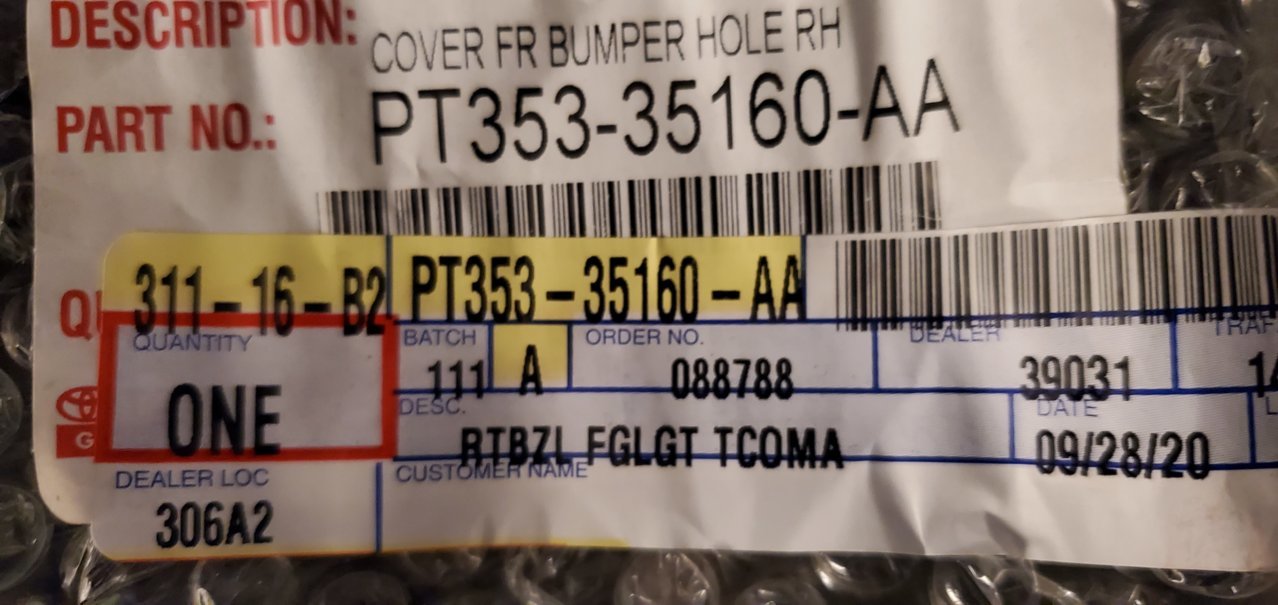 DESCRIPTION: COVER FR BUMPER HOLE RH
PART NO.: PT353-35160-AA
311-16-B2 PT353-35160-AA
QUANTITY BATCH ORDER NO. DEALER
ONE 111 A 088788 39031
DESC. DATE
RTBZL FGLGT TCOMA 09/28/20
DEALER LOC CUSTOMER NAME
306A2